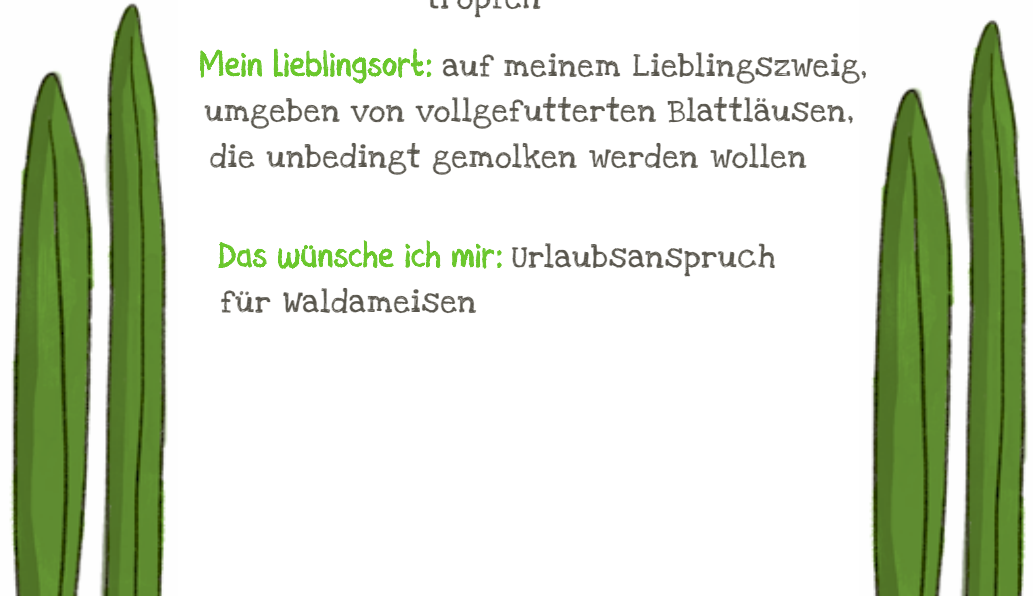 tropfen
Mein Lieblingsort: auf meinem Lieblingszweig,
umgeben von vollgefutterten Blattläusen,
die unbedingt gemolken werden wollen
Das wünsche ich mir: Urlaubsanspruch
für Waldameisen